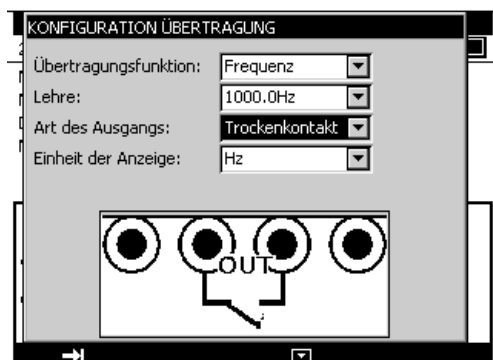 KONFIGURATION ÜBERTRAGUNG
Übertragungsfunktion: Frequenz
Lehre: 1000.0Hz
Art des Ausgangs: Trockenkontakt
Einheit der Anzeige: Hz
OUT